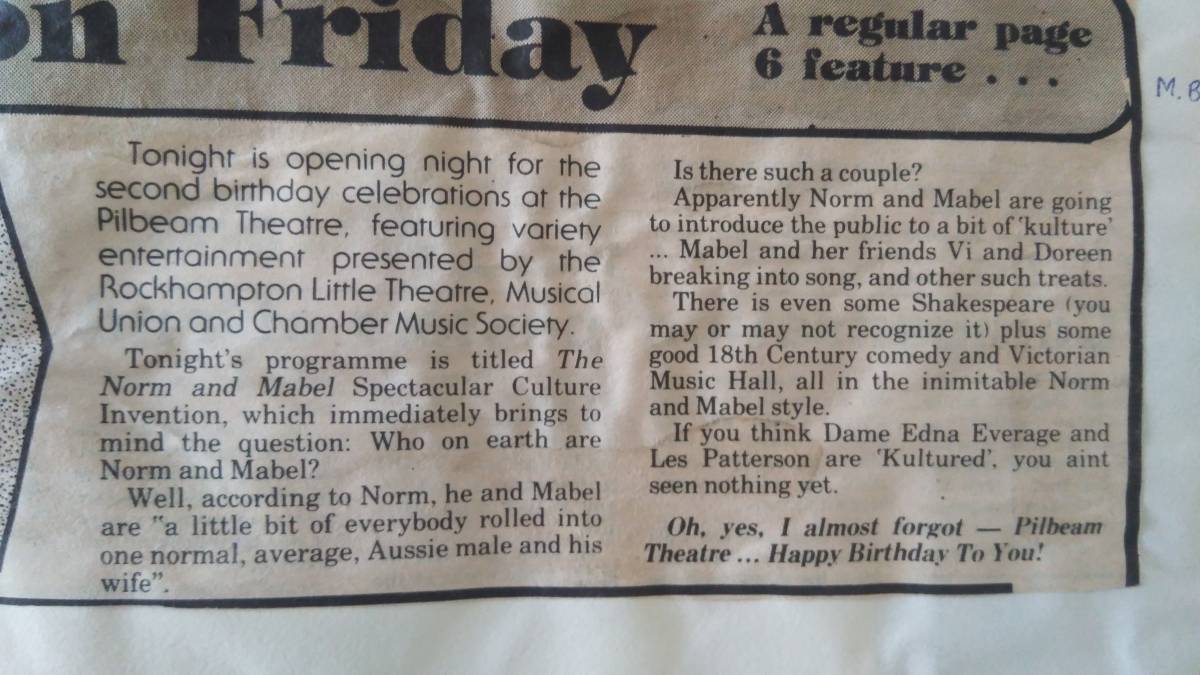 on Friday
A regular page
6 feature . . .
M. B
Tonight is opening night for the
second birthday celebrations at the
Pilbeam Theatre, featuring variety
entertainment presented by the
Rockhampton Little Theatre, Musical
Union and Chamber Music Society.
Tonight's programme is titled The
Norm and Mabel Spectacular Culture
Invention, which immediately brings to
mind the question: Who on earth are
Norm and Mabel?
Well, according to Norm, he and Mabel
are "a little bit of everybody rolled into
one normal, average, Aussie male and his
wife".
Is there such a couple?
Apparently Norm and Mabel are going
to introduce the public to a bit of 'kulture'
... Mabel and her friends Vi and Doreen
breaking into song, and other such treats.
There is even some Shakespeare (you
may or may not recognize it) plus some
good 18th Century comedy and Victorian
Music Hall, all in the inimitable Norm
and Mabel style.
If you think Dame Edna Everage and
Les Patterson are 'Kultured', you aint
seen nothing yet.
Oh, yes, I almost forgot — Pilbeam
Theatre ... Happy Birthday To You!